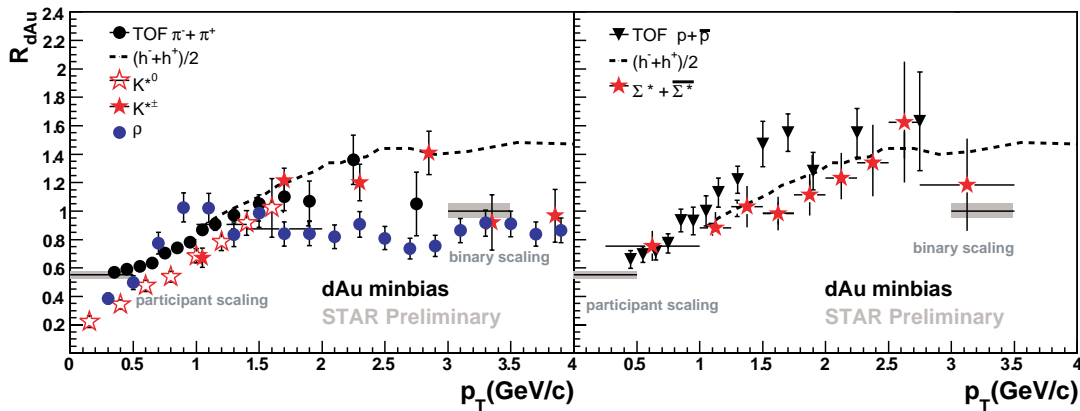 R_dAu
2.4
2.2
2
1.8
1.6
1.4
1.2
1
0.8
0.6
0.4
0.2
TOF π⁻+ π⁺
(h⁻+h⁺)/2
K*⁰
K*±
ρ
binary scaling
participant scaling
dAu minbias
STAR Preliminary
0 0.5 1 1.5 2 2.5 3 3.5 4
p_T(GeV/c)
TOF p+p̅
(h⁻+h⁺)/2
Σ* + Σ̅*̅
binary scaling
participant scaling
dAu minbias
STAR Preliminary
0.5 1 1.5 2 2.5 3 3.5 4
p_T(GeV/c)